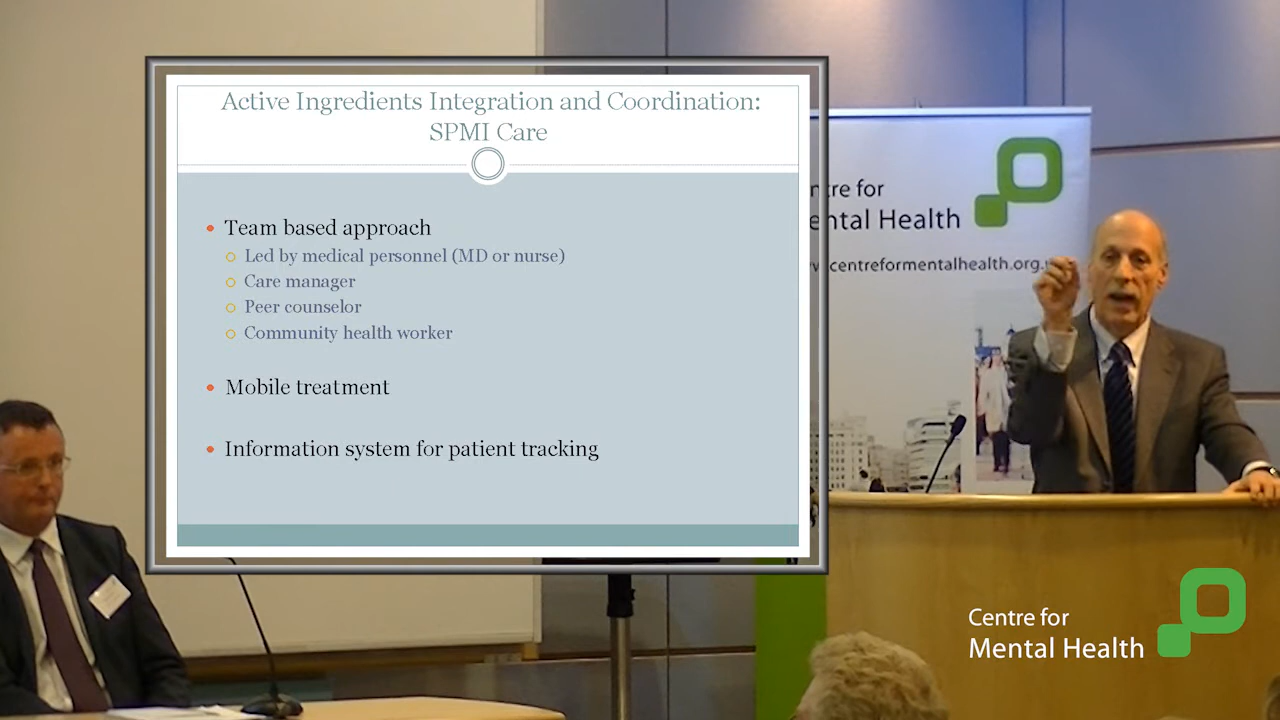 Active Ingredients Integration and Coordination:
SPMI Care
Team based approach
Led by medical personnel (MD or nurse)
Care manager
Peer counselor
Community health worker
Mobile treatment
Information system for patient tracking
ntre for
ental Health
centreformentalhealth.org.
Centre for
Mental Health